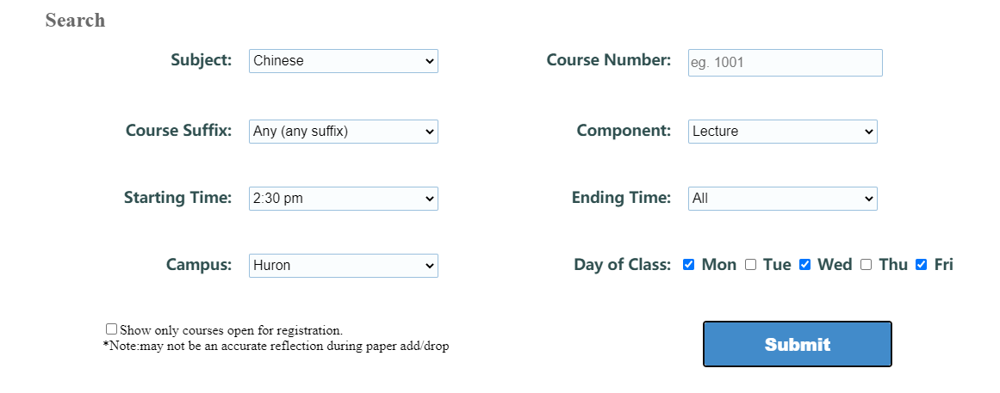 Search
Subject: Chinese Course Number: eg. 1001
Course Suffix: Any (any suffix) Component: Lecture
Starting Time: 2:30 pm Ending Time: All
Campus: Huron Day of Class: Mon Tue Wed Thu Fri
Show only courses open for registration.
*Note:may not be an accurate reflection during paper add/drop
Submit